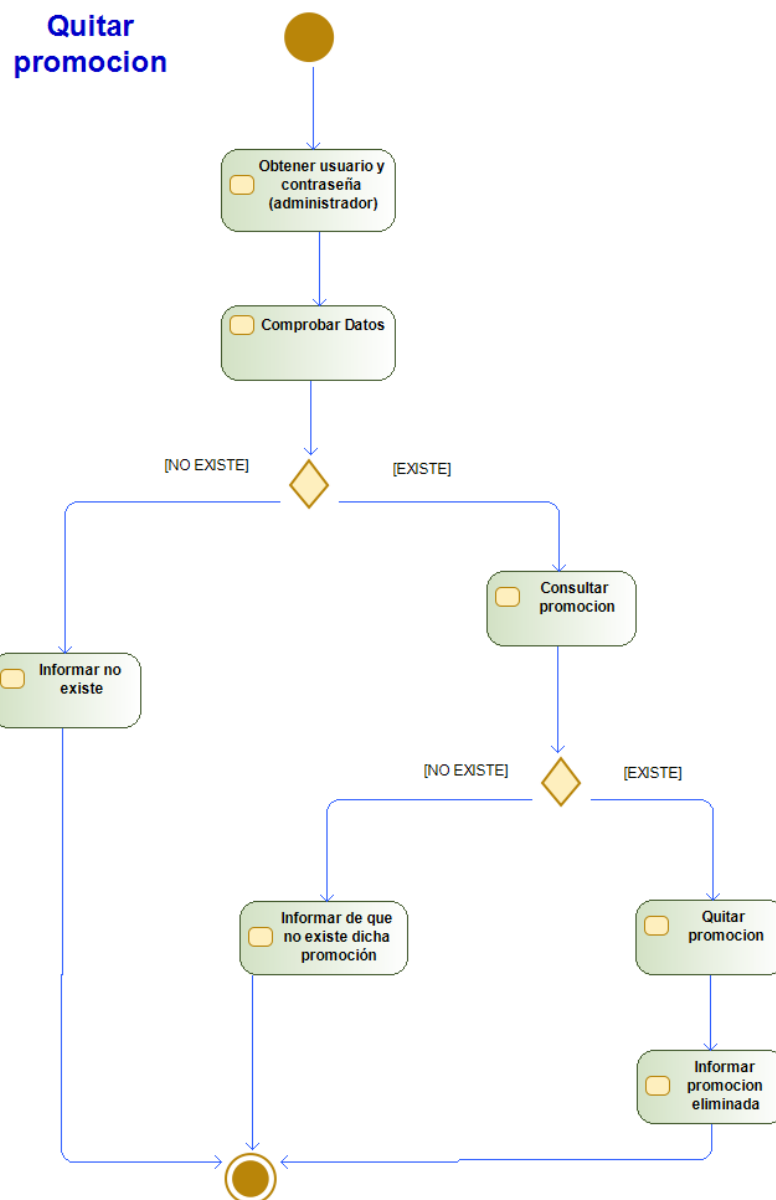 Quitar
promocion
Obtener usuario y
contraseña
(administrador)
Comprobar Datos
[NO EXISTE]
[EXISTE]
Consultar
promocion
Informar no
existe
[NO EXISTE]
[EXISTE]
Informar de que
no existe dicha
promoción
Quitar
promocion
Informar
promocion
eliminada